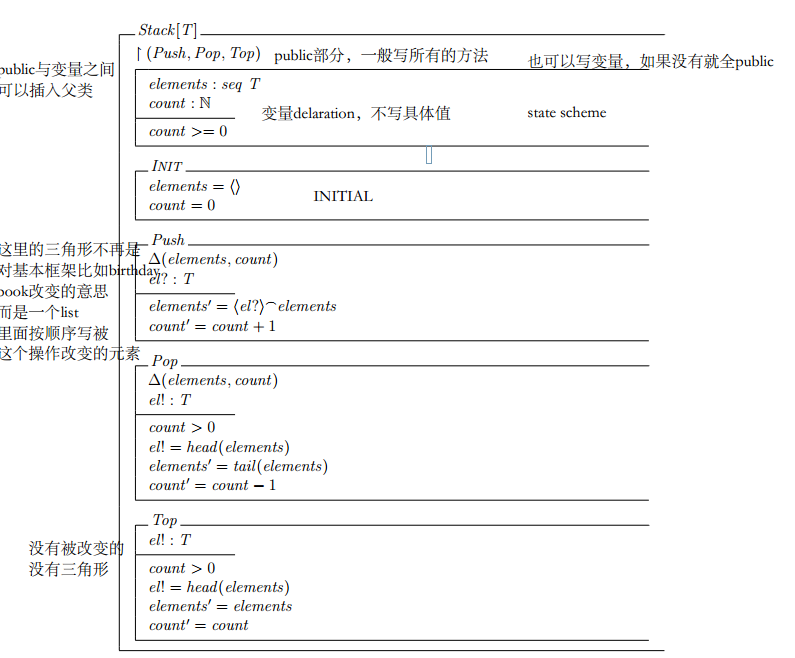 Stack[T]
↾(Push, Pop, Top) public部分，一般写所有的方法 也可以写变量，如果没有就全public
public与变量之间
可以插入父类
elements : seq T
count : ℕ
变量delaration，不写具体值 state scheme
count >= 0
INIT
elements = ⟨⟩
count = 0
INITIAL
这里的三角形不再是
对基本框架比如birthday
book改变的意思
而是一个list
里面按顺序写被
这个操作改变的元素
Push
Δ(elements, count)
el? : T
elements′ = ⟨el?⟩⌢elements
count′ = count + 1
Pop
Δ(elements, count)
el! : T
count > 0
el! = head(elements)
elements′ = tail(elements)
count′ = count − 1
没有被改变的
没有三角形
Top
el! : T
count > 0
el! = head(elements)
elements′ = elements
count′ = count